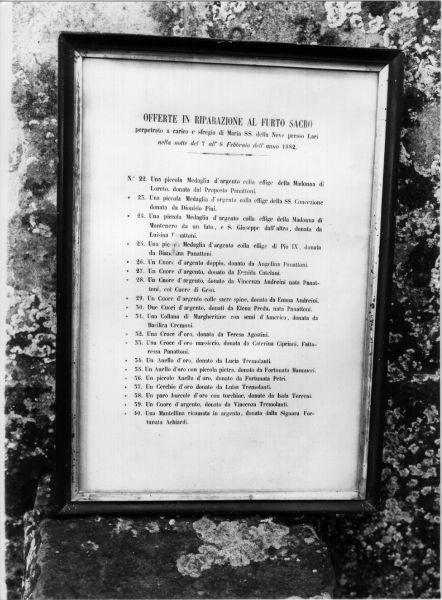 OFFERTE IN RIPARAZIONE AL FURTO SACRO
perpetrato a carico e sfregio di Maria SS. della Neve presso Lari
nella notte del 7 all' 8 Febbraio dell' anno 1882.
N.° 22. Una piccola Medaglia d'argento colla effige della Madonna di
Loreto, donata dal Proposto Panattoni.
» 23. Una piccola Medaglia d'argento colla effige della SS. Concezione
donata da Dionisio Pini.
» 24. Una piccola Medaglia d'argento colla effige della Madonna di
Montenero da un lato, e S. Giuseppe dall'altro, donata da
Luisina
» 25. Una Medaglia d'argento colla effige di Pio IX, donata
da Panattoni.
» 26. Un Cuore d'argento doppio, donato da Angelina Panattoni.
» 27. Un Cuore d'argento, donato da Ersilda Catelani.
» 28. Un Cuore d'argento, donato da Vincenza Andreini nata Panat-
toni, col Cuore di Gesù.
» 29. Un Cuore d'argento colle sacre spine, donato da Emma Andreini.
» 30. Due Cuori d'argento, donati da Elena Preda, nata Panattoni.
» 31. Una Collana di Margheritine con semi d'America, donata da
Basilica Cremoni.
» 32. Una Croce d'oro, donata da Teresa Agostini.
» 33. Una Croce d'oro massiccio, donata da Caterina Cipriani, Fatto-
ressa Panattoni.
» 34. Un Anello d'oro, donato da Lucia Tremolanti.
» 35. Un Anello d'oro con piccola pietra, donato da Fortunata Mannucci.
» 36. Un piccolo Anello d'oro, donato da Fortunata Petri.
» 37. Un Cerchio d'oro donato da Luisa Tremolanti.
» 38. Un paro buccole d'oro con turchine, donate da Isola Terreni.
» 39. Un Cuore d'argento, donato da Vincenza Tremolanti.
» 40. Una Mantellina ricamata in argento, donata dalla Signora For-
tunata Achiardi.